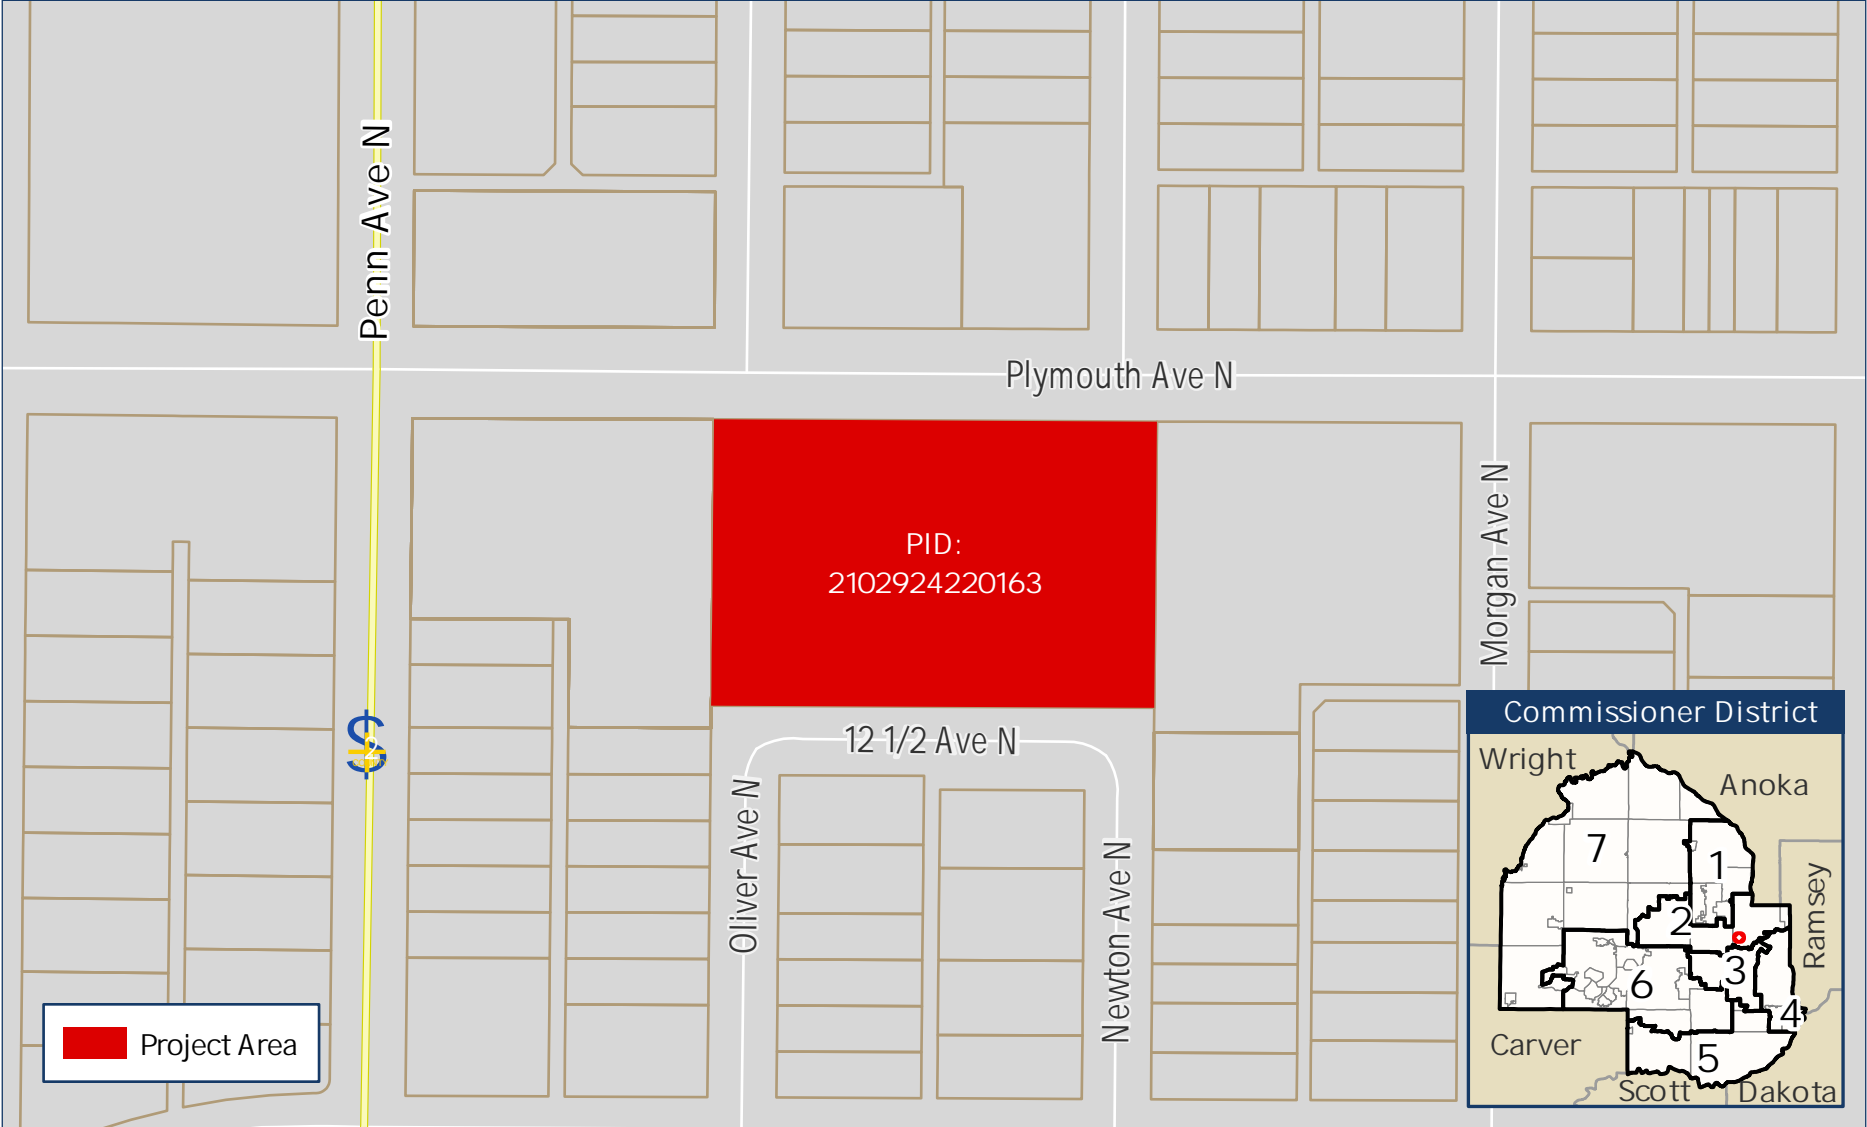 Penn Ave N
Plymouth Ave N
PID:
2102924220163
Morgan Ave N
12 1/2 Ave N
Oliver Ave N
Newton Ave N
Project Area
Commissioner District
Wright
Anoka
7
1
Ramsey
2
3
6
4
Carver
5
Scott
Dakota